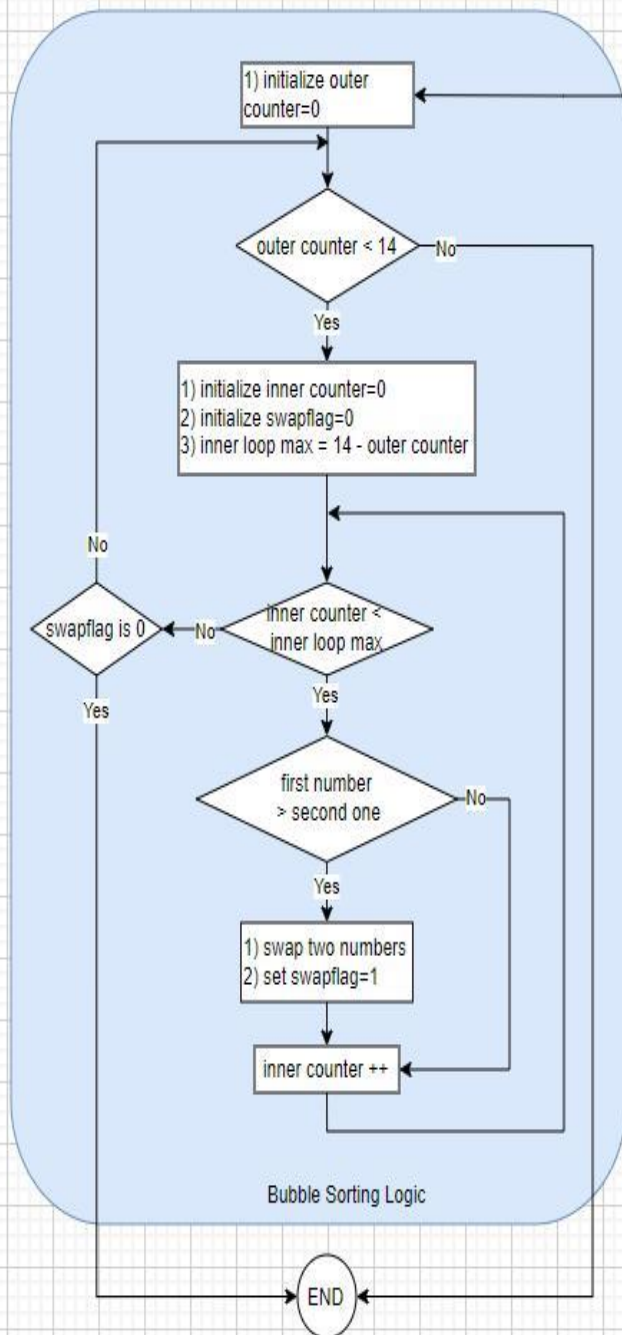 1) initialize outer
counter=0
outer counter < 14
No
Yes
1) initialize inner counter=0
2) initialize swapflag=0
3) inner loop max = 14 - outer counter
No
inner counter <
inner loop max
No
swapflag is 0
Yes
Yes
first number
> second one
No
Yes
1) swap two numbers
2) set swapflag=1
inner counter ++
Bubble Sorting Logic
END